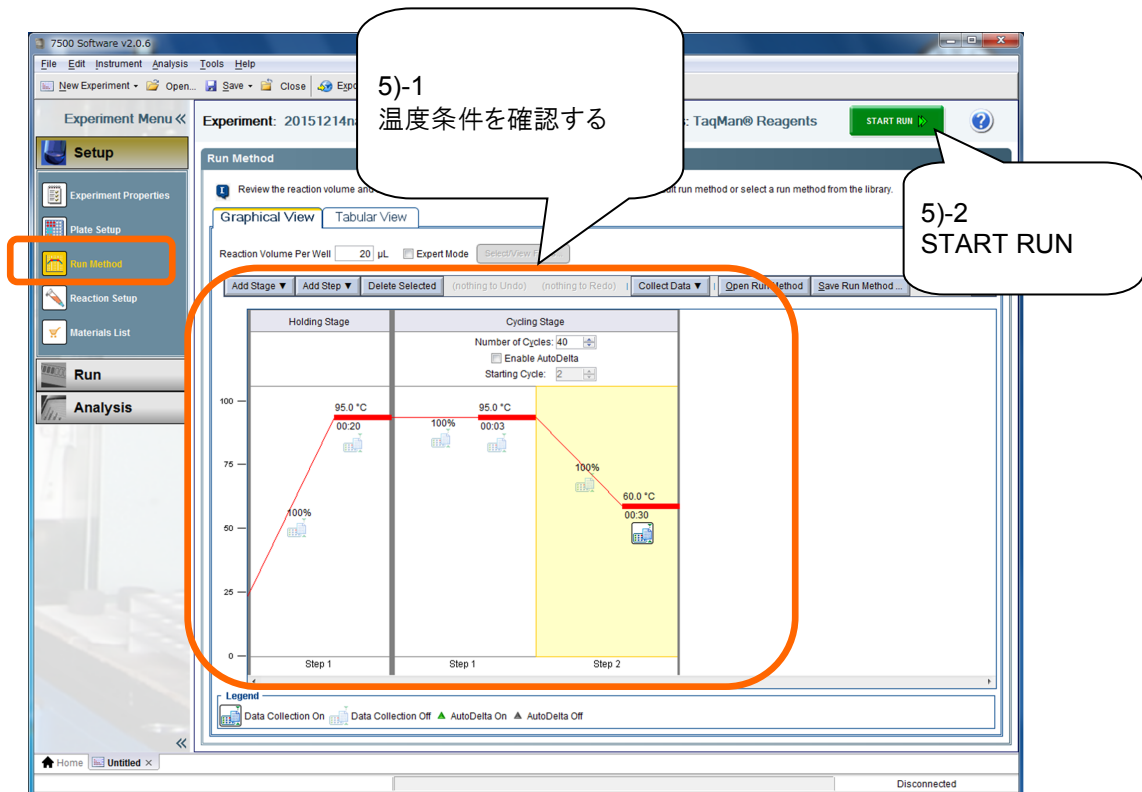 7500 Software v2.0.6
File Edit Instrument Analysis Tools Help
New Experiment Open... Save Close
5)-1
温度条件を確認する
Experiment Menu
Experiment: : TaqMan® Reagents
START RUN
5)-2
START RUN
Setup
Experiment Properties
Plate Setup
Run Method
Reaction Setup
Materials List
Run
Analysis
Run Method
Review the reaction volume and run method or select a run method from the library.
Graphical View Tabular View
Reaction Volume Per Well 20 µL Expert Mode Select/View
Add Stage Add Step Delete Selected (nothing to Undo) (nothing to Redo) Collect Data Open Run Method Save Run Method ...
Holding Stage Cycling Stage
Number of Cycles: 40
Enable AutoDelta
Starting Cycle: 2
100
95.0 °C 95.0 °C
00:20 100% 00:03
75
100%
60.0 °C
100% 00:30
50
25
0
Step 1 Step 1 Step 2
Legend
Data Collection On Data Collection Off AutoDelta On AutoDelta Off
Home Untitled
Disconnected